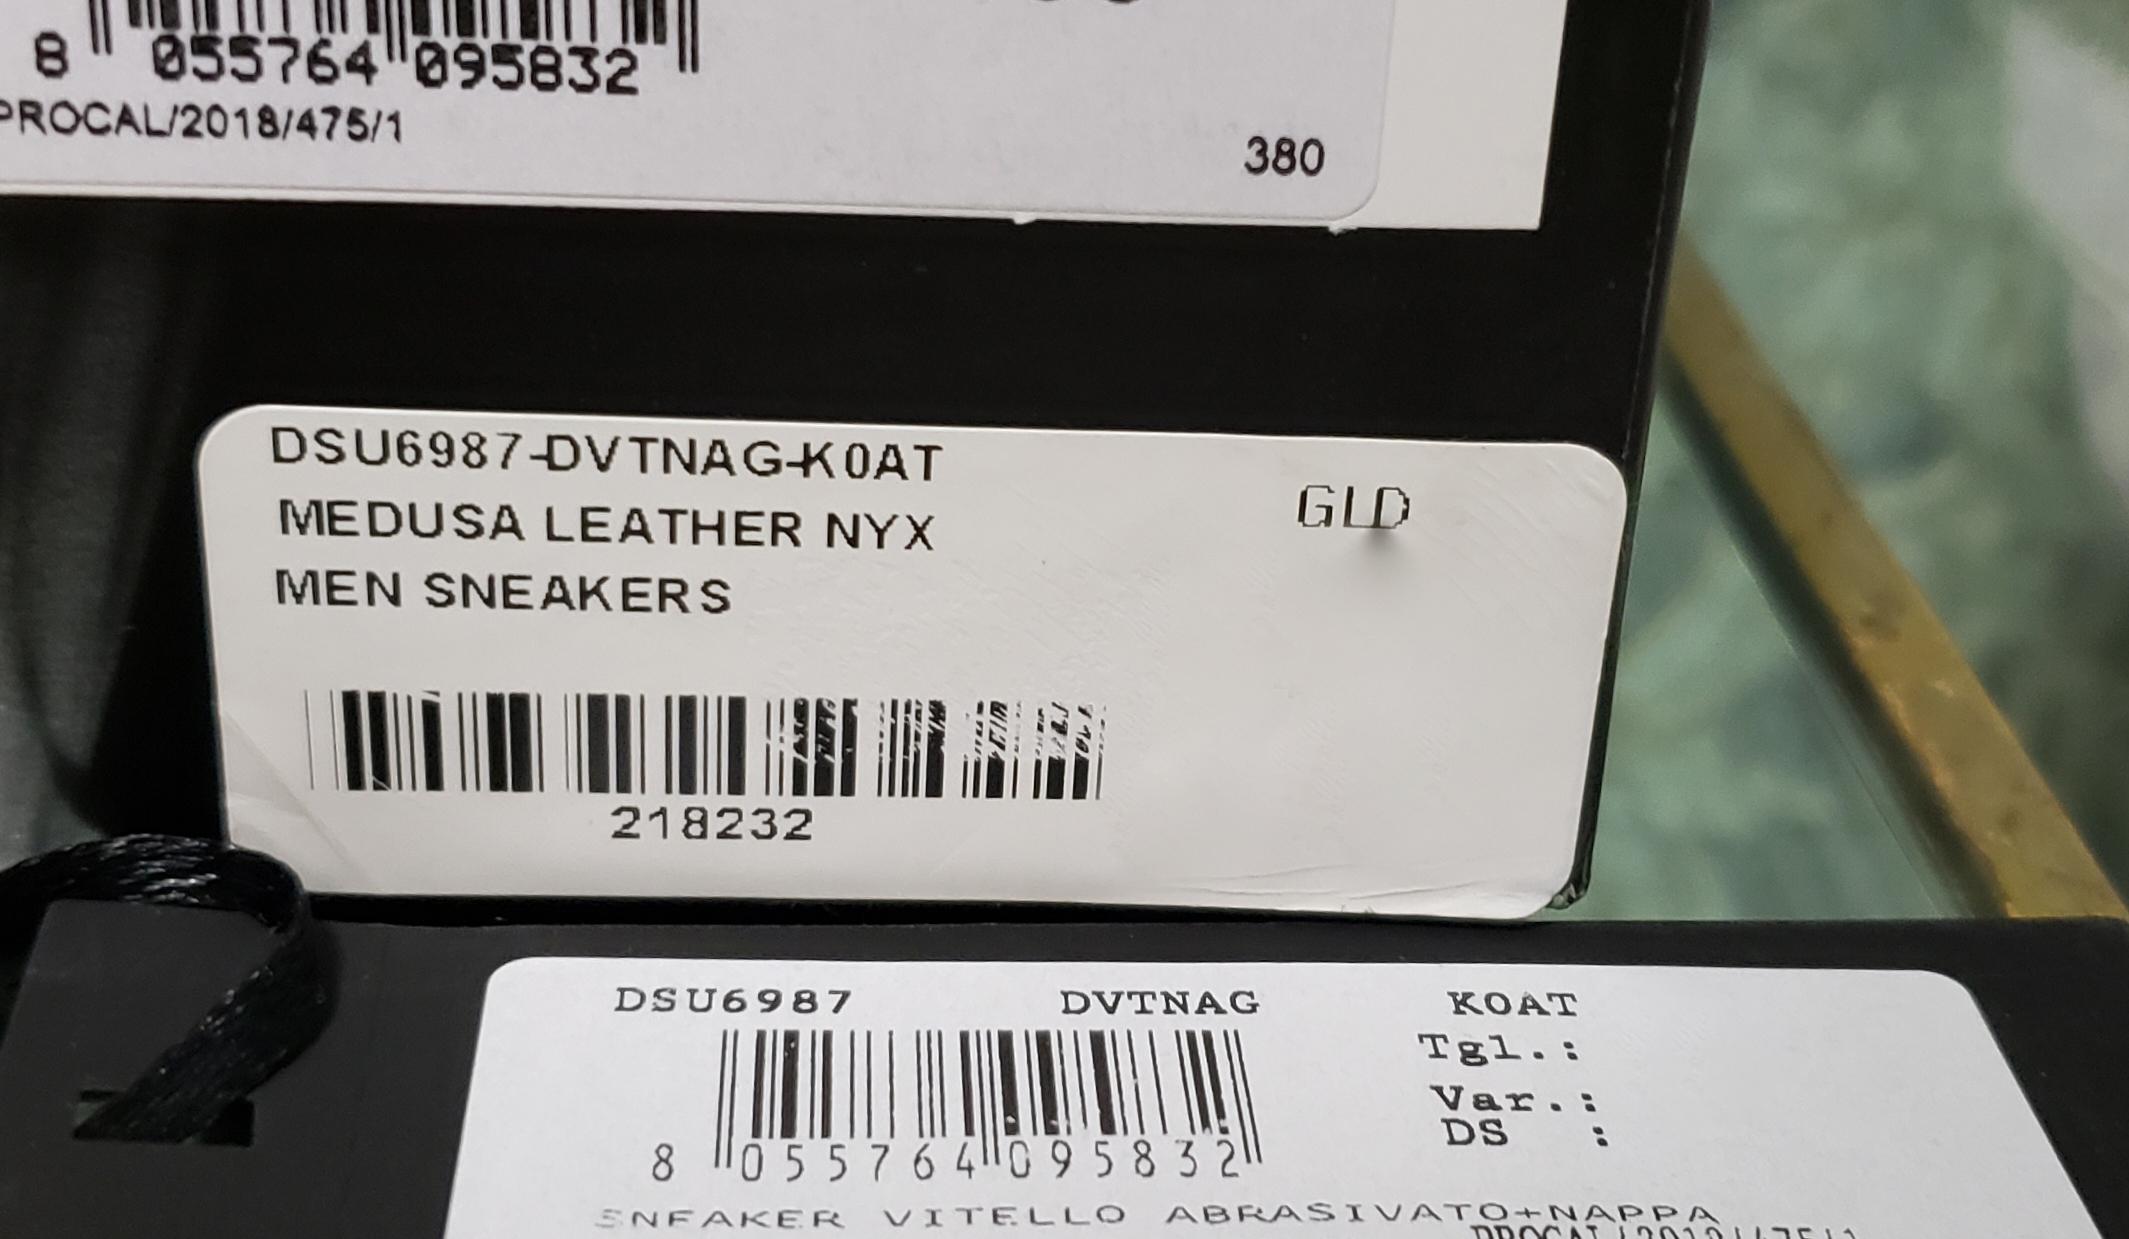 8 055764 095832
PROCAL/2018/475/1
380
DSU6987-DVTNAG-K0AT
GLD
MEDUSA LEATHER NYX
MEN SNEAKERS
218232
DSU6987 DVTNAG K0AT
Tgl.:
Var.:
DS :
8 055764 095832
SNEAKER VITELLO ABRASIVATO+NAPPA